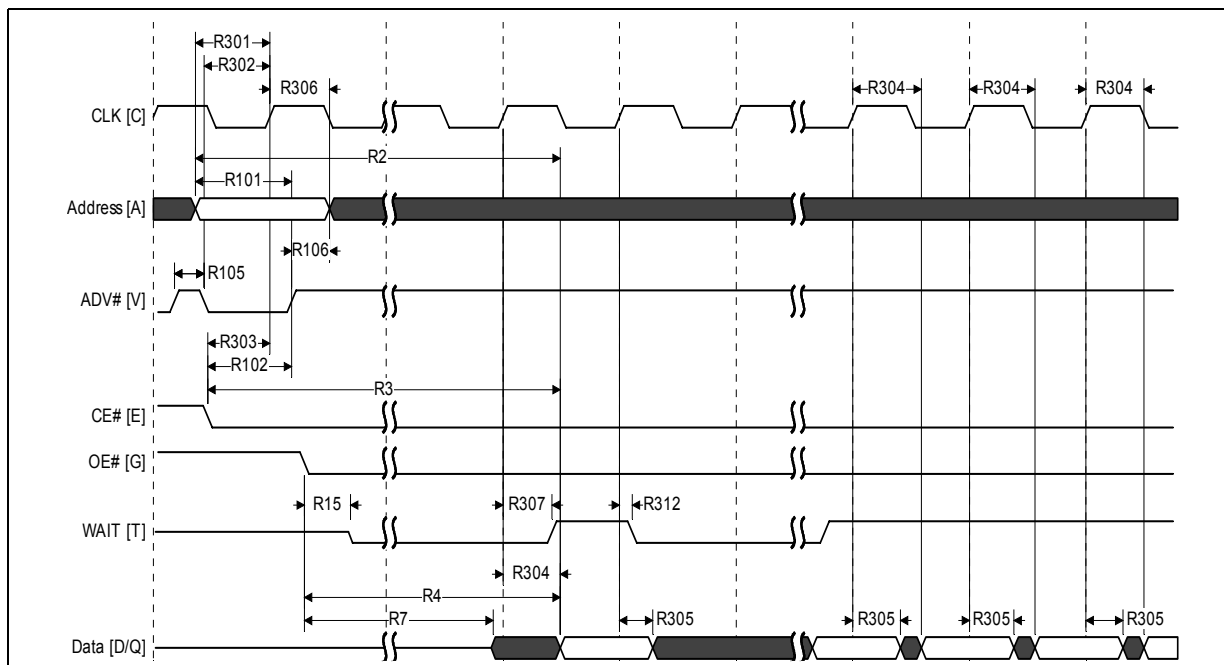 R301
R302
R306
R304
R304
R304
CLK [C]
R2
R101
Address [A]
R106
R105
ADV# [V]
R303
R102
R3
CE# [E]
OE# [G]
R15
R307
R312
WAIT [T]
R304
R4
R7
R305
R305
R305
R305
Data [D/Q]